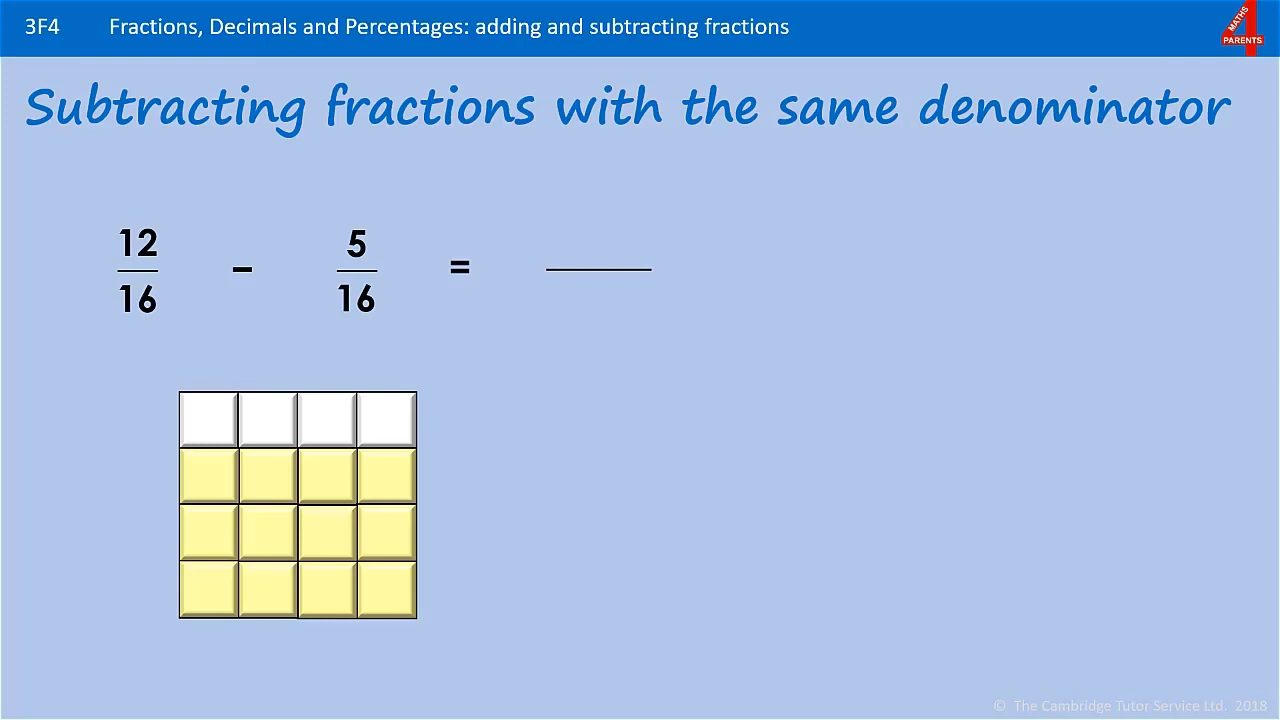 3F4 Fractions, Decimals and Percentages: adding and subtracting fractions
MATHS
4
PARENTS
Subtracting fractions with the same denominator
12 5
– =
16 16
© The Cambridge Tutor Service Ltd. 2018